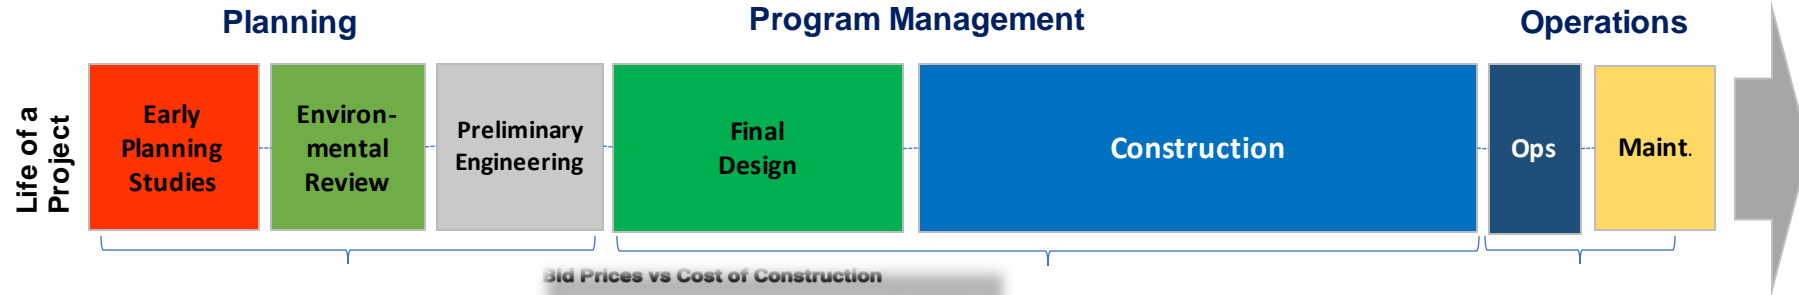 Planning
Program Management
Operations
Life of a
Project
Early
Planning
Studies
Environ-
mental
Review
Preliminary
Engineering
Final
Design
Construction
Ops
Maint.
Bid Prices vs Cost of Construction